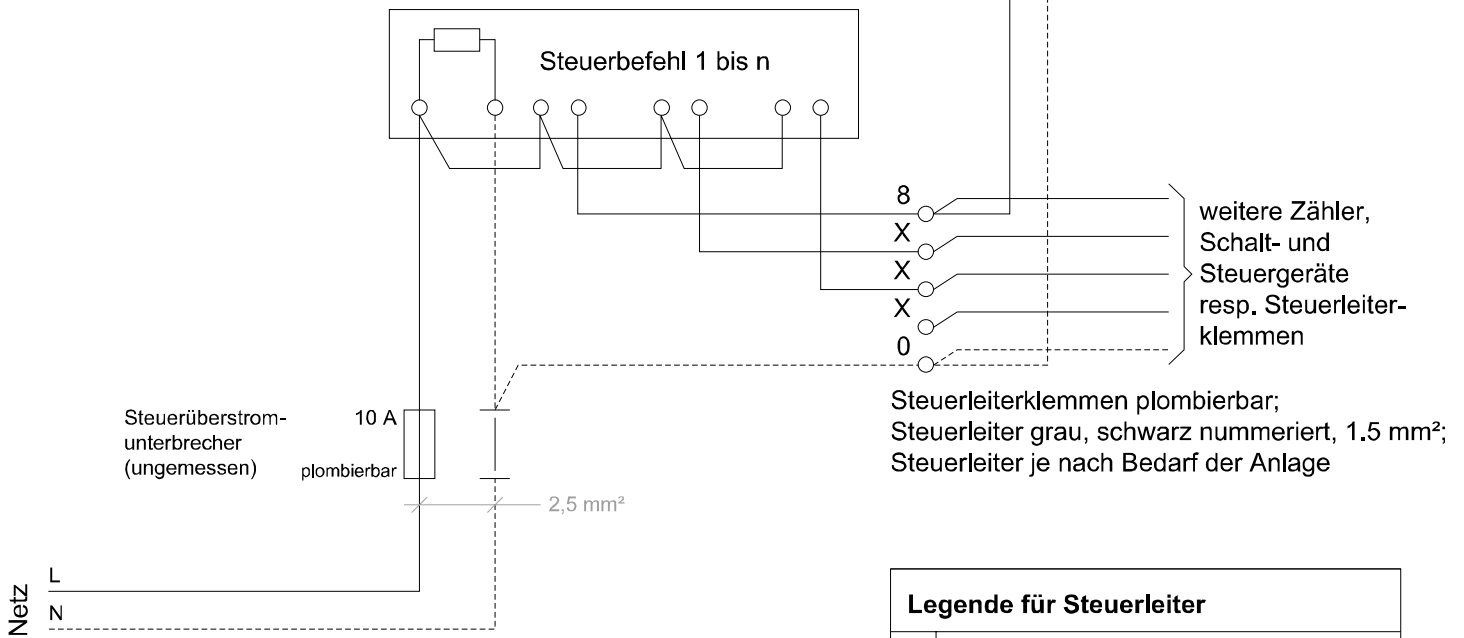 Steuerbefehl 1 bis n
8
X
X
X
0
weitere Zähler,
Schalt- und
Steuergeräte
resp. Steuerleiter-
klemmen
Steuerleiterklemmen plombierbar;
Steuerleiter grau, schwarz nummeriert, 1.5 mm²;
Steuerleiter je nach Bedarf der Anlage
Steuerüberstrom-
unterbrecher
(ungemessen)
10 A
plombierbar
2,5 mm²
Netz
L
N
Legende für Steuerleiter